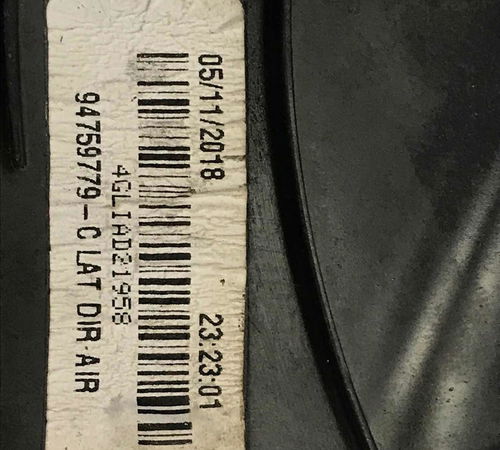 05/11/2018 23:23:01
4GLIAD21958
94759779-C LAT DIR-AIR